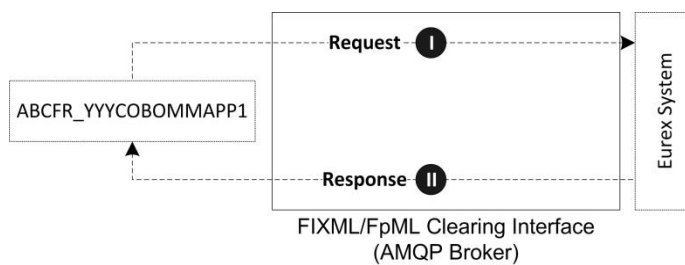 Request I
ABCFR_YYYCOBOMMAPP1
Eurex System
Response II
FIXML/FpML Clearing Interface
(AMQP Broker)